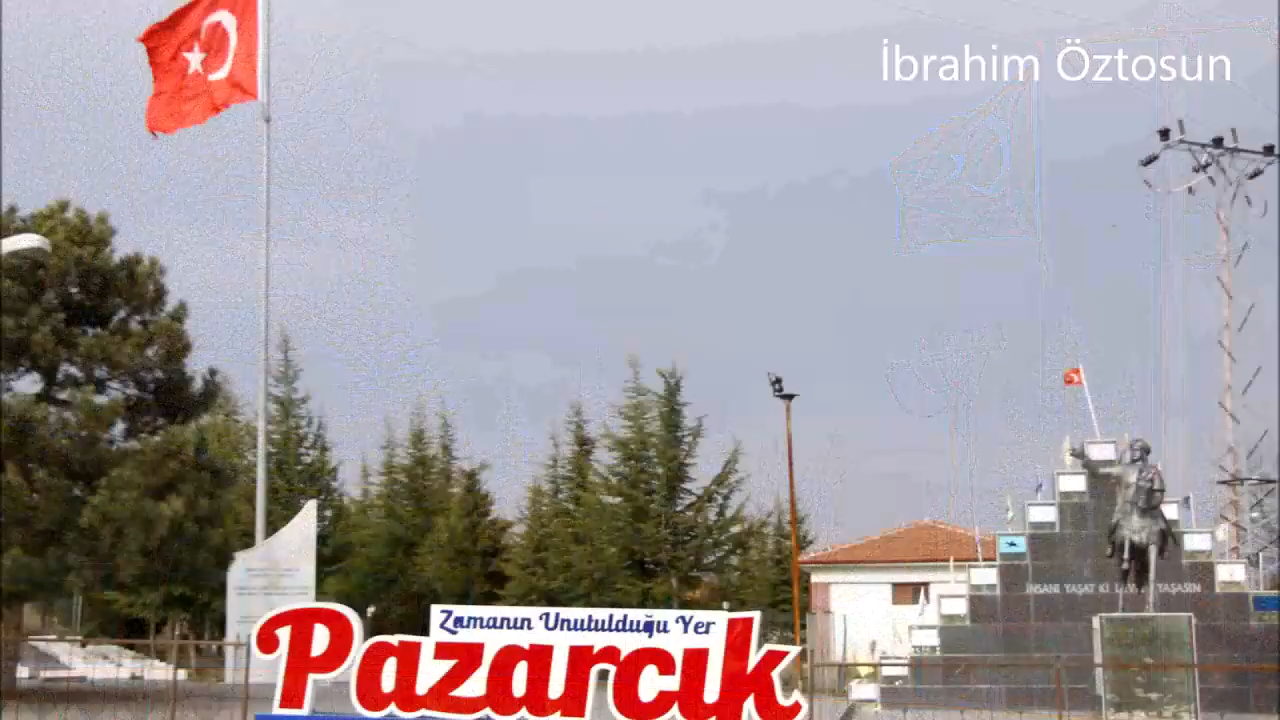 İbrahim Öztosun
Zamanın Unutulduğu Yer
Pazarcık
İNSANI YAŞAT Kİ DEVLET YAŞASIN